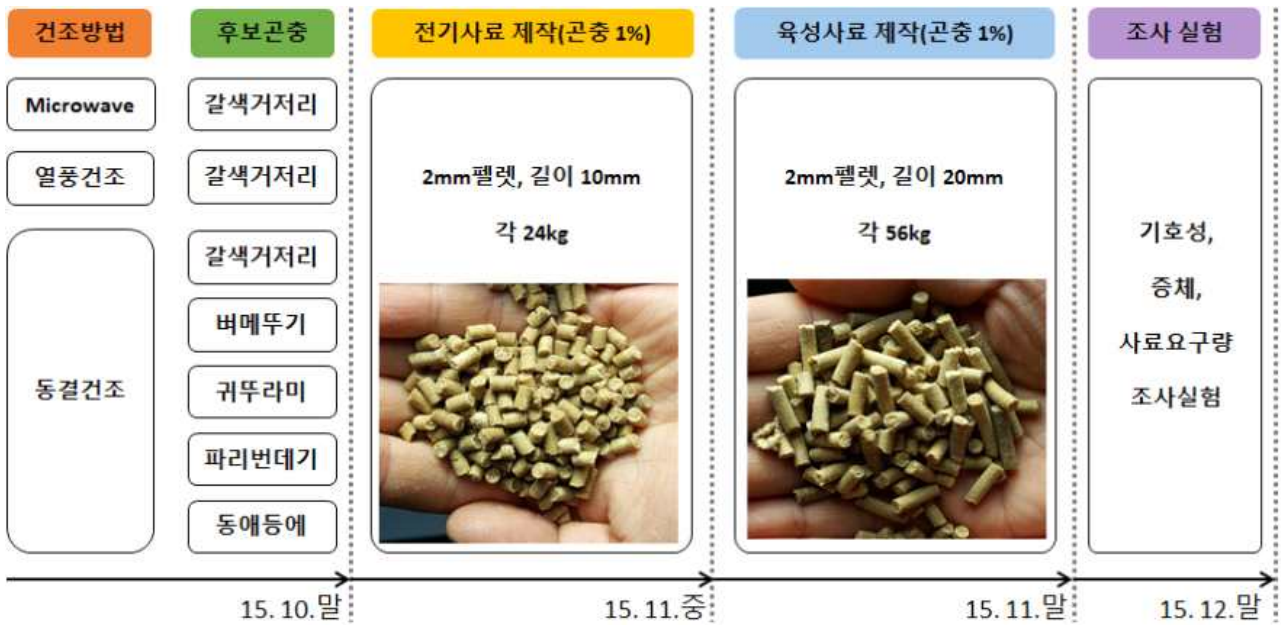 건조방법
후보곤충
전기사료 제작(곤충 1%)
육성사료 제작(곤충 1%)
조사 실험
Microwave
열풍건조
동결건조
갈색거저리
갈색거저리
갈색거저리
벼메뚜기
귀뚜라미
파리번데기
동애등에
2mm펠렛, 길이 10mm
각 24kg
2mm펠렛, 길이 20mm
각 56kg
기호성,
증체,
사료요구량
조사실험
15. 10.말
15. 11.중
15. 11.말
15. 12.말